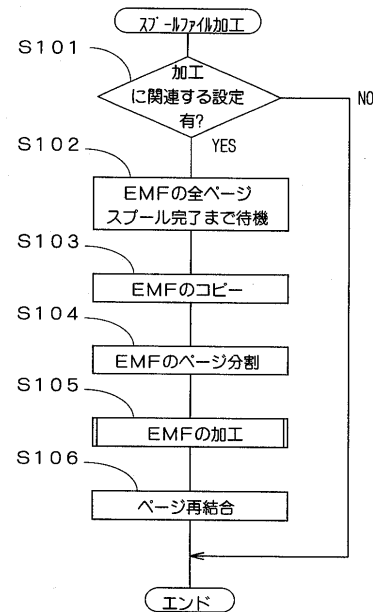 スプールファイル加工
S101
加工
に関連する設定
有?
NO
YES
S102
EMFの全ページ
スプール完了まで待機
S103
EMFのコピー
S104
EMFのページ分割
S105
EMFの加工
S106
ページ再結合
エンド